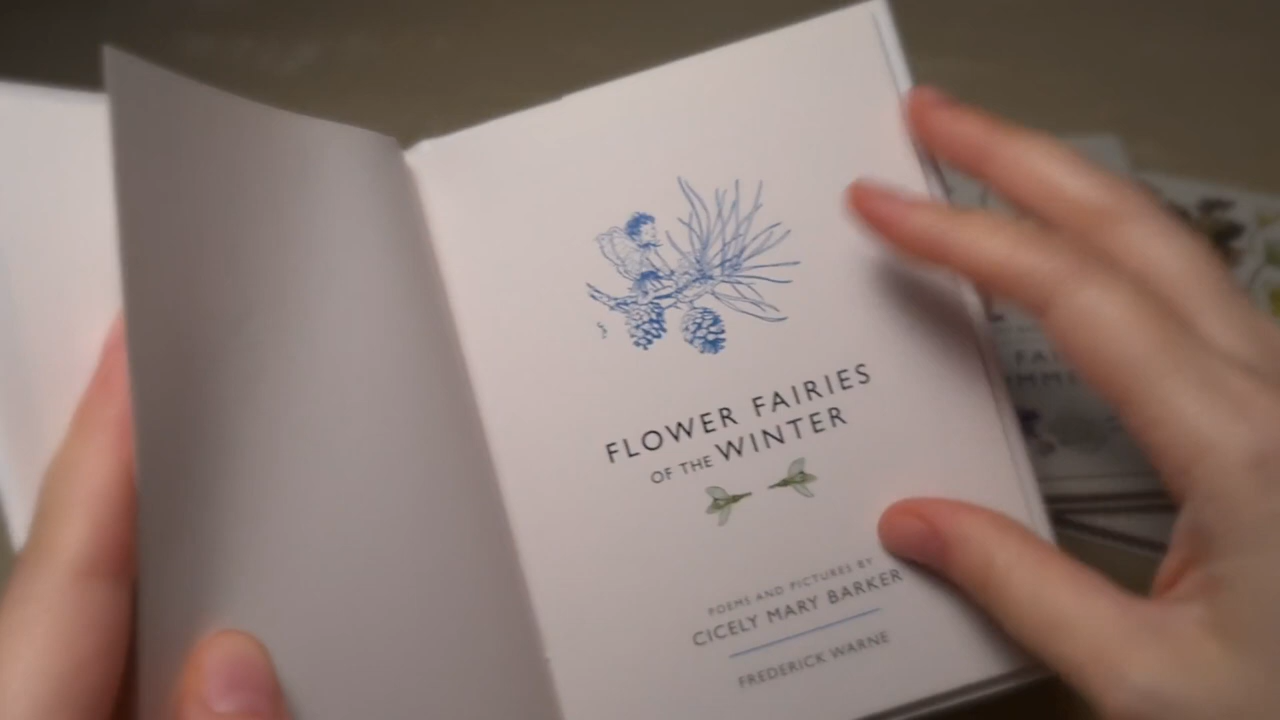 FLOWER FAIRIES
OF THE WINTER
POEMS AND PICTURES BY
CICELY MARY BARKER
FREDERICK WARNE